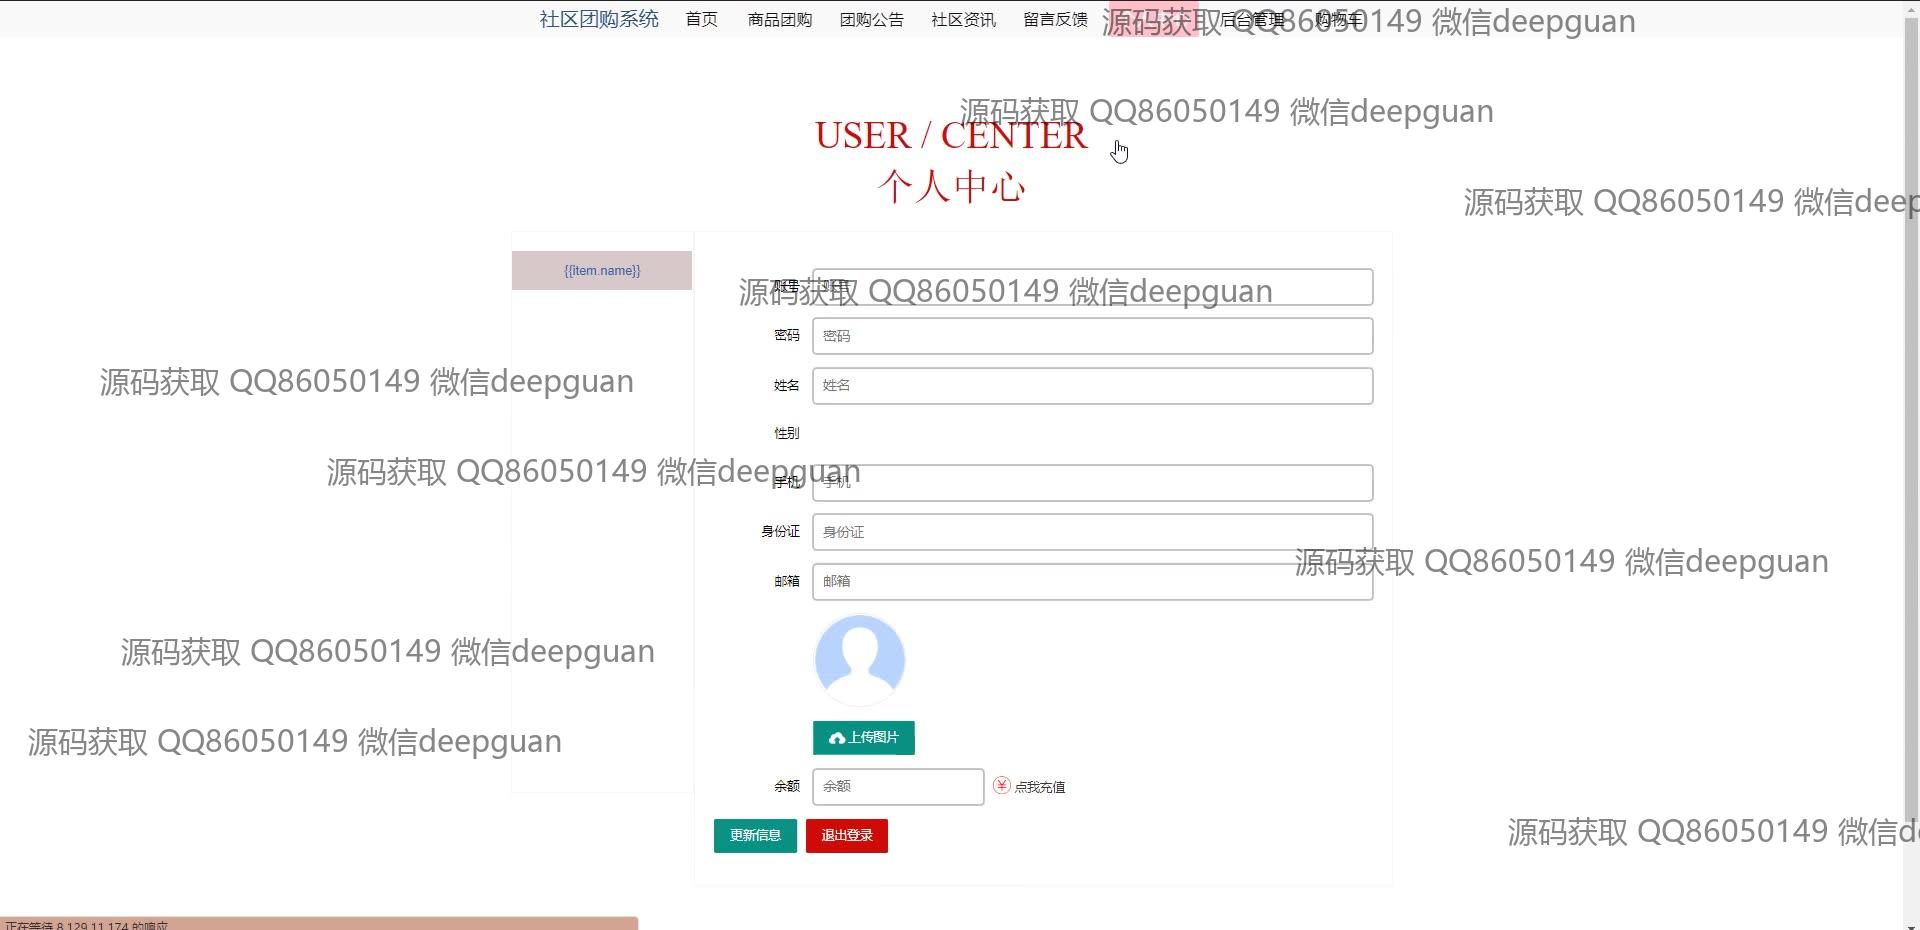 社区团购系统 首页 商品团购 团购公告 社区资讯 留言反馈 后台管理 购物车
源码获取 QQ86050149 微信deepguan
源码获取 QQ86050149 微信deepguan
USER / CENTER
个人中心
源码获取 QQ86050149 微信deep
{{item.name}}
账号 账号
源码获取 QQ86050149 微信deepguan
密码 密码
姓名 姓名
源码获取 QQ86050149 微信deepguan
性别
源码获取 QQ86050149 微信deepguan
手机 手机
身份证 身份证
源码获取 QQ86050149 微信deepguan
邮箱 邮箱
源码获取 QQ86050149 微信deepguan
上传图片
源码获取 QQ86050149 微信deepguan
余额 余额 ¥ 点我充值
更新信息 退出登录
源码获取 QQ86050149 微信d
正在等待 8.129.11.174 的响应